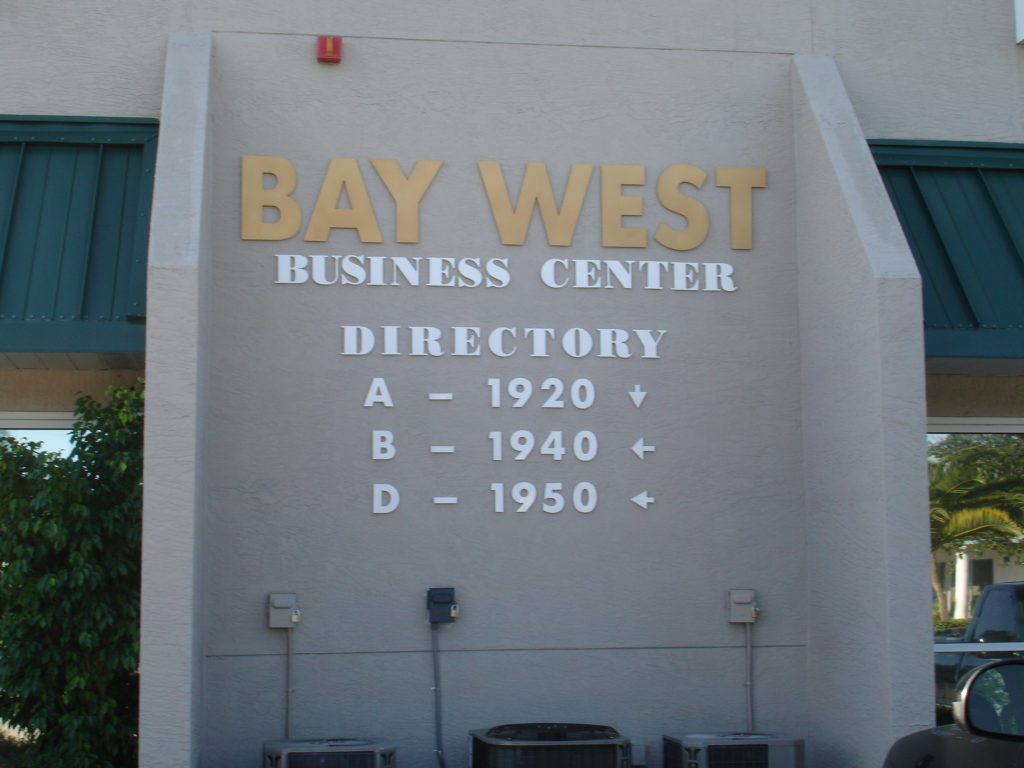 BAY WEST
BUSINESS CENTER
DIRECTORY
A - 1920 ↓
B - 1940 ←
D - 1950 ←